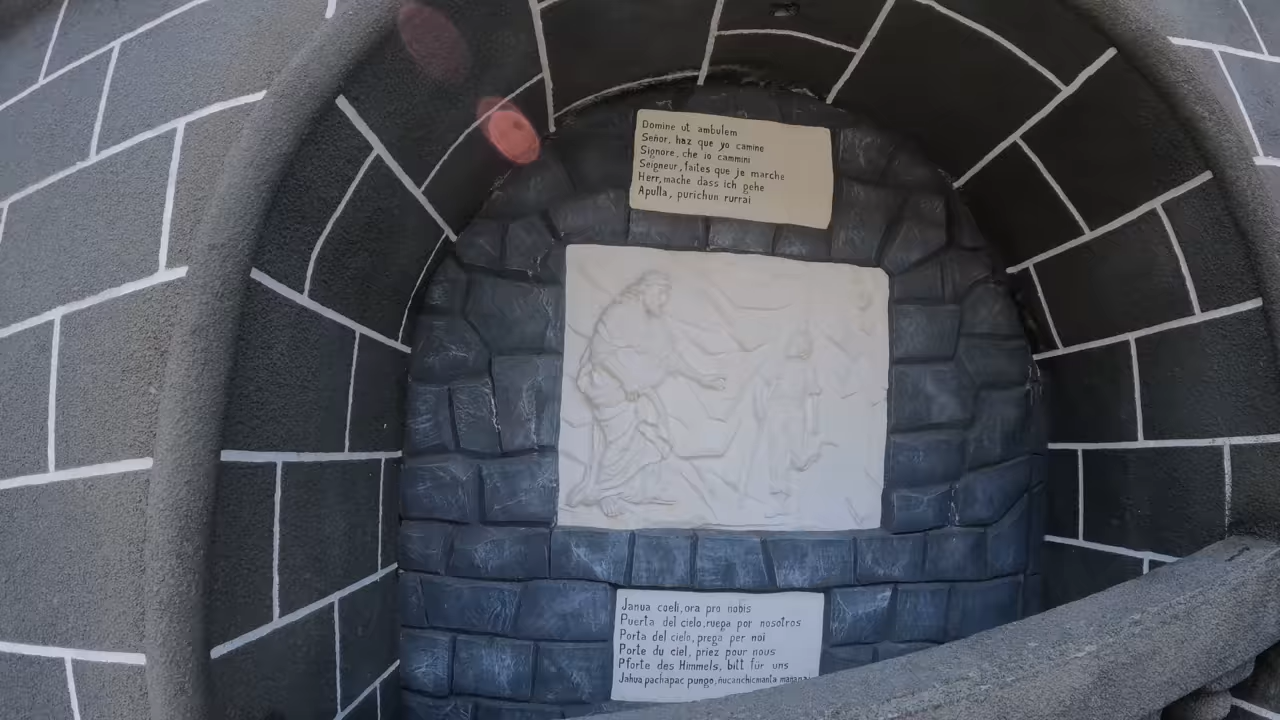 Domine ut ambulem
Señor, haz que yo camine
Signore, che io cammini
Seigneur, faites que je marche
Herr, mache dass ich gehe
Apulla, purichun rurrai
Janua coeli, ora pro nobis
Puerta del cielo, ruega por nosotros
Porta del cielo, prega per noi
Porte du ciel, priez pour nous
Pforte des Himmels, bitt für uns
Jahua pachapac pungo, ñucanchicmanta